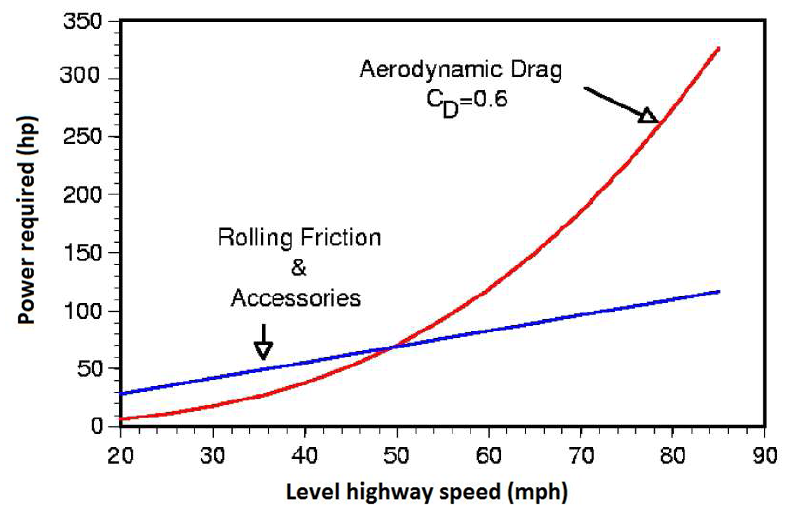 350
300
250
200
150
100
50
0
Power required (hp)
Aerodynamic Drag
CD=0.6
Rolling Friction
&
Accessories
20 30 40 50 60 70 80 90
Level highway speed (mph)